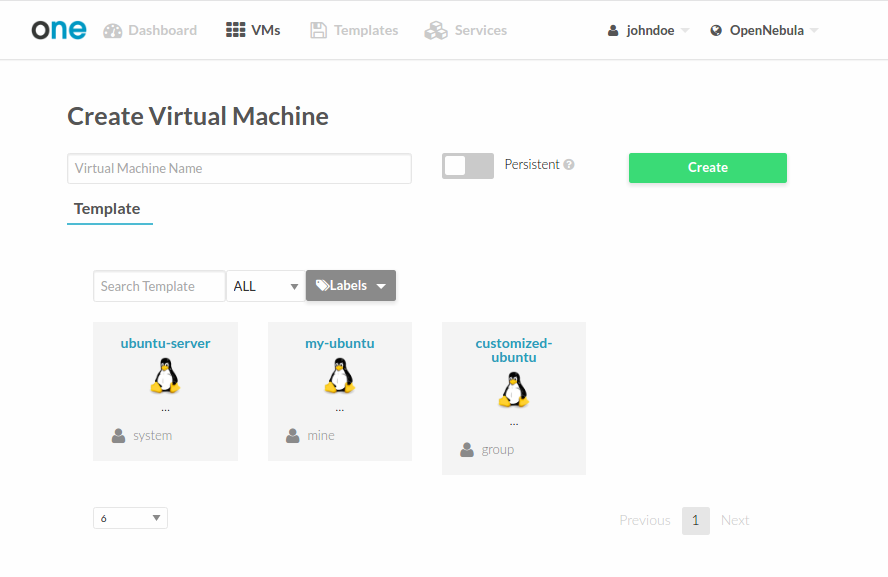 one Dashboard VMs Templates Services johndoe OpenNebula
Create Virtual Machine
Virtual Machine Name Persistent ? Create
Template
Search Template ALL Labels
ubuntu-server my-ubuntu customized-
ubuntu
... ... ...
system mine group
6 Previous 1 Next